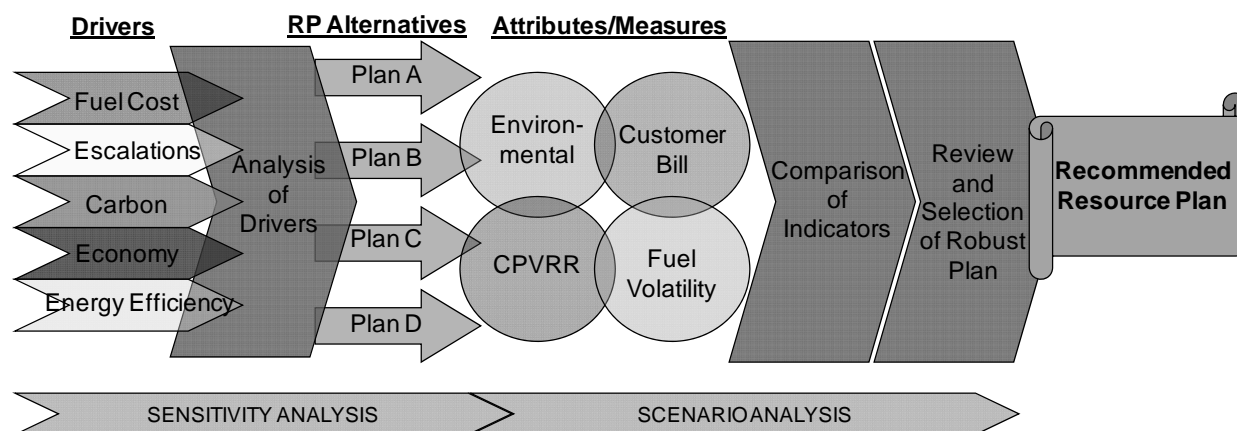 Drivers
RP Alternatives
Attributes/Measures
Fuel Cost
Escalations
Carbon
Economy
Energy Efficiency
Analysis
of
Drivers
Plan A
Plan B
Plan C
Plan D
Environ-
mental
Customer
Bill
CPVRR
Fuel
Volatility
Comparison
of
Indicators
Review
and
Selection
of Robust
Plan
Recommended
Resource Plan
SENSITIVITY ANALYSIS
SCENARIO ANALYSIS